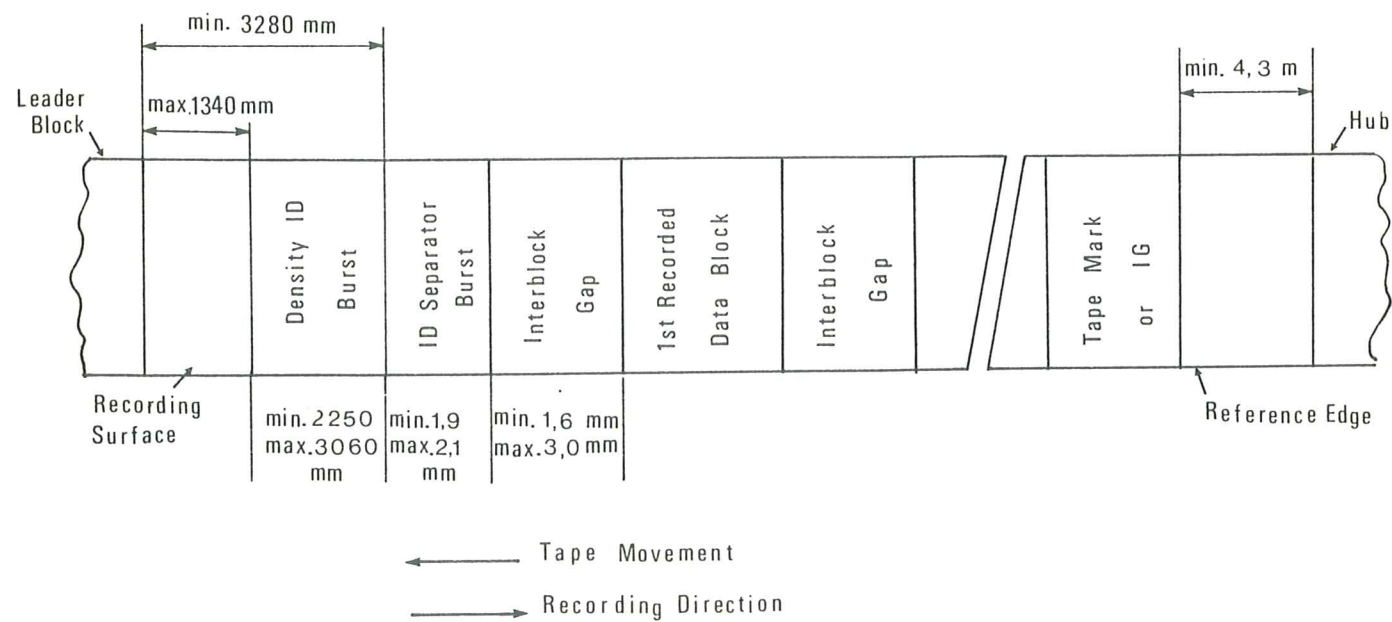 min. 3280 mm
min. 4,3 m
Leader
Block
max.1340 mm
Hub
Density ID
Burst
ID Separator
Burst
Interblock
Gap
1st Recorded
Data Block
Interblock
Gap
Tape Mark
or IG
Recording
Surface
min.2250
max.3060
mm
min.1,9
max.2,1
mm
min. 1,6 mm
max.3,0 mm
Reference Edge
Tape Movement
Recording Direction